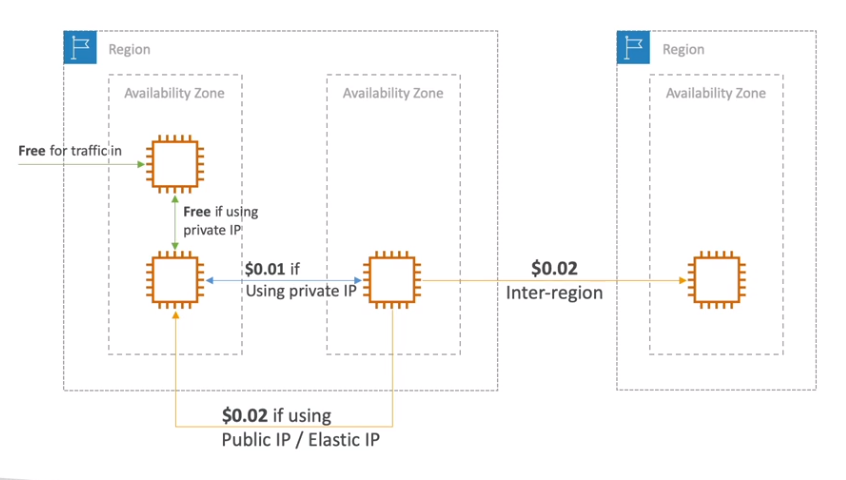 Region
Region
Availability Zone
Availability Zone
Availability Zone
Free for traffic in
Free if using
private IP
$0.01 if
Using private IP
$0.02
Inter-region
$0.02 if using
Public IP / Elastic IP